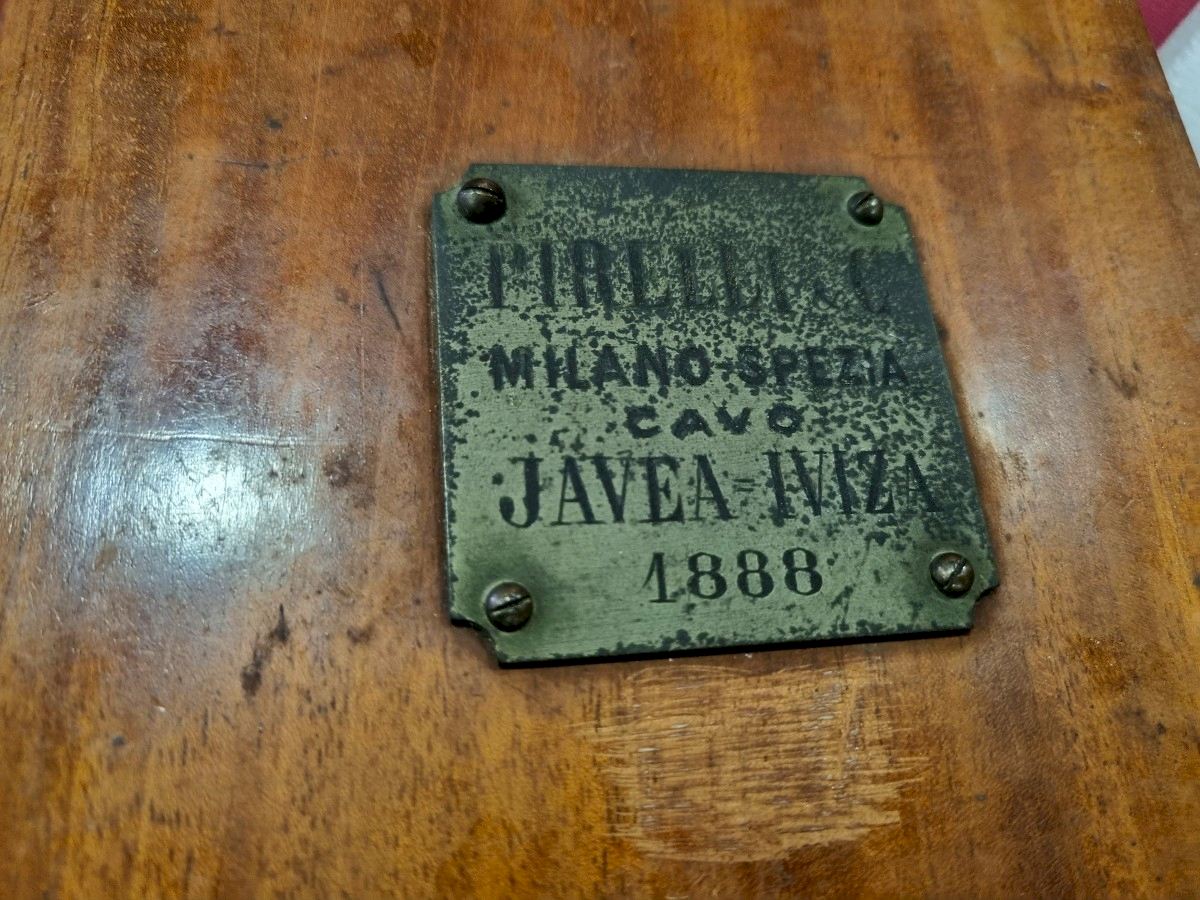 PIRELLI & C
MILANO-SPEZIA
CAVO
JAVEA=IVIZA
1888